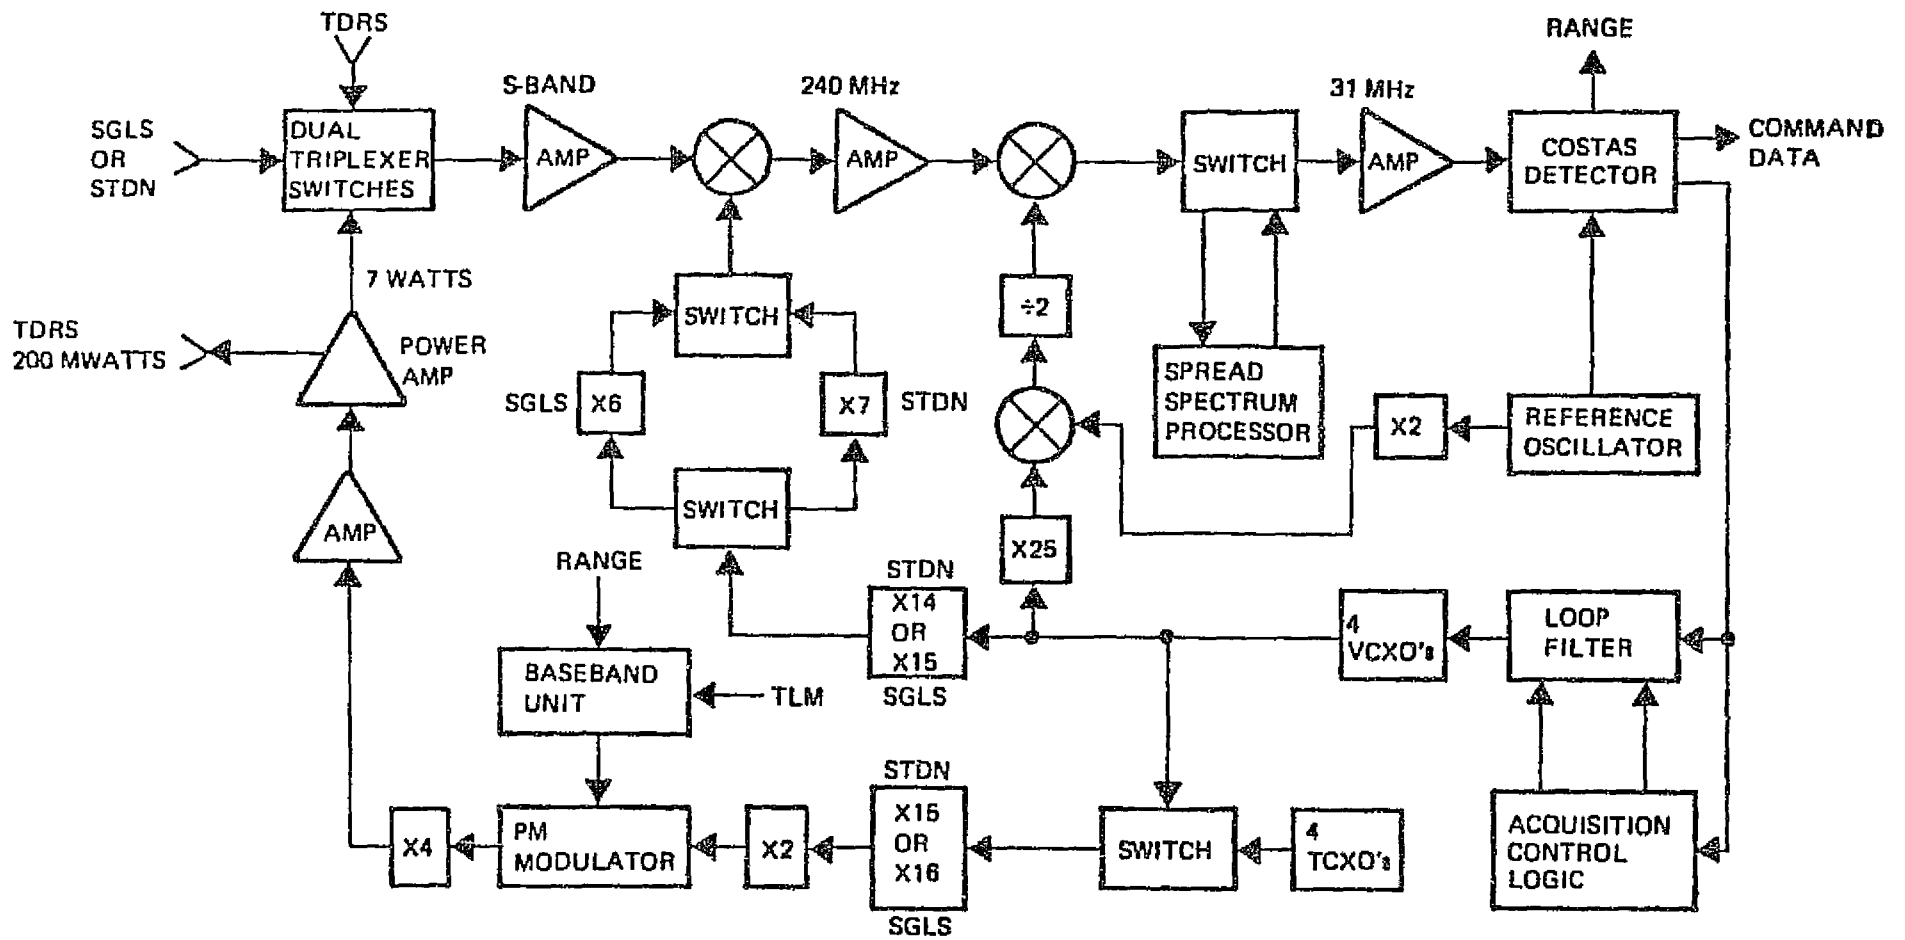 TDRS
RANGE
S-BAND
240 MHz
31 MHz
SGLS
OR
STDN
DUAL
TRIPLEXER
SWITCHES
AMP
AMP
SWITCH
AMP
COSTAS
DETECTOR
COMMAND
DATA
7 WATTS
TDRS
200 MWATTS
POWER
AMP
SWITCH
÷2
SGLS
X6
X7
STDN
SPREAD
SPECTRUM
PROCESSOR
X2
REFERENCE
OSCILLATOR
SWITCH
AMP
X25
RANGE
STDN
X14
OR
X15
SGLS
4
VCXO's
LOOP
FILTER
BASEBAND
UNIT
TLM
STDN
X15
OR
X16
SGLS
X4
PM
MODULATOR
X2
SWITCH
4
TCXO's
ACQUISITION
CONTROL
LOGIC